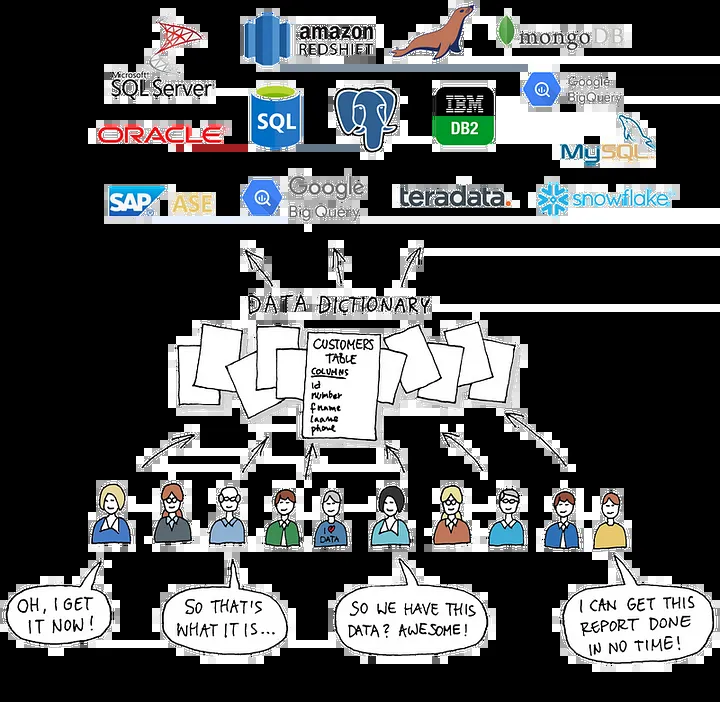 amazon
REDSHIFT
mongoDB
Microsoft
SQL Server
Google
BigQuery
SQL
IBM
DB2
ORACLE
MySQL
SAP ASE
Google
Big Query
teradata.
snowflake
DATA DICTIONARY
CUSTOMERS
TABLE
COLUMNS
id
number
fname
lname
phone
I ♥
DATA
OH, I GET
IT NOW!
SO THAT'S
WHAT IT IS...
SO WE HAVE THIS
DATA? AWESOME!
I CAN GET THIS
REPORT DONE
IN NO TIME!